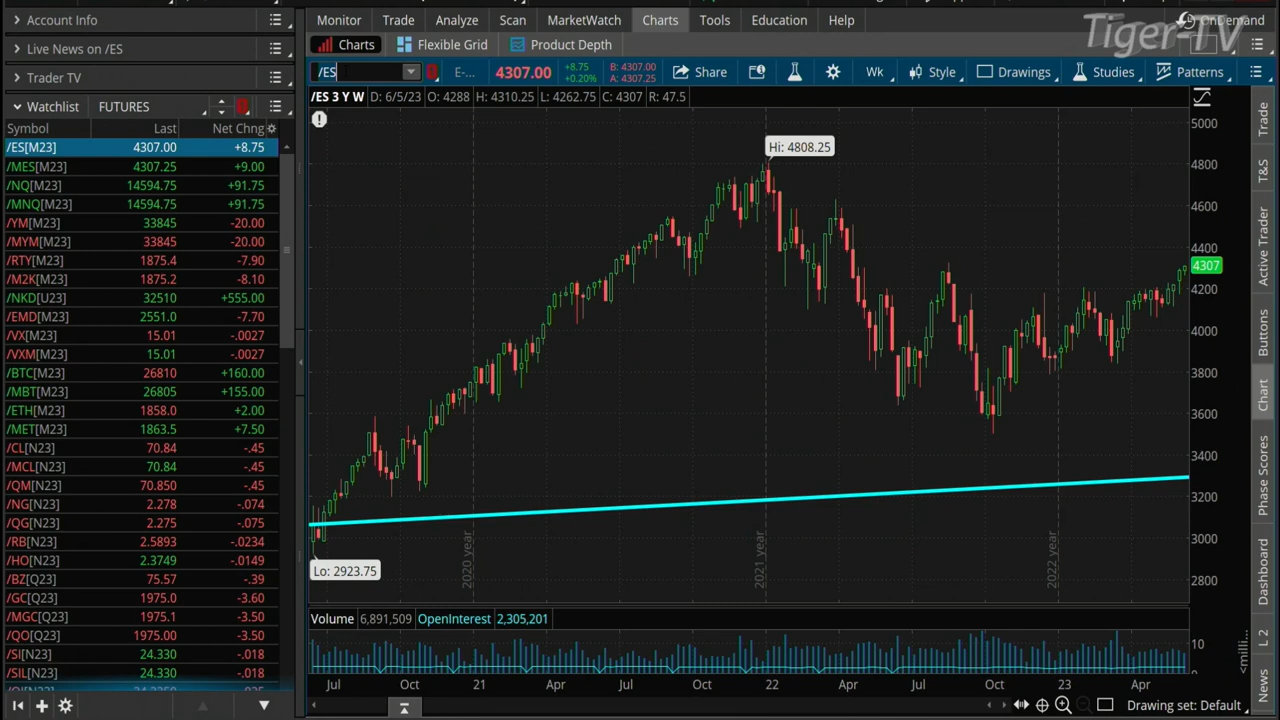 Account Info
Live News on /ES
Trader TV
Watchlist FUTURES
Symbol Last Net Chng
/ES[M23] 4307.00 +8.75
/MES[M23] 4307.25 +9.00
/NQ[M23] 14594.75 +91.75
/MNQ[M23] 14594.75 +91.75
/YM[M23] 33845 -20.00
/MYM[M23] 33845 -20.00
/RTY[M23] 1875.4 -7.90
/M2K[M23] 1875.2 -8.10
/NKD[U23] 32510 +555.00
/EMD[M23] 2551.0 -7.70
/VX[M23] 15.01 -.0027
/VXM[M23] 15.01 -.0027
/BTC[M23] 26810 +160.00
/MBT[M23] 26805 +155.00
/ETH[M23] 1858.0 +2.00
/MET[M23] 1863.5 +7.50
/CL[N23] 70.84 -.45
/MCL[N23] 70.84 -.45
/QM[N23] 70.850 -.45
/NG[N23] 2.278 -.074
/QG[N23] 2.275 -.075
/RB[N23] 2.5893 -.0234
/HO[N23] 2.3749 -.0149
/BZ[Q23] 75.57 -.39
/GC[Q23] 1975.0 -3.60
/MGC[Q23] 1975.1 -3.50
/QO[Q23] 1975.00 -3.50
/SI[N23] 24.330 -.018
/SIL[N23] 24.330 -.018
Monitor Trade Analyze Scan MarketWatch Charts Tools Education Help
OnDemand
Tiger-TV
Charts Flexible Grid Product Depth
/ES E-... 4307.00 +8.75 +0.20% B: 4307.00 A: 4307.25 Share Wk Style Drawings Studies Patterns
/ES 3 Y W D: 6/5/23 O: 4288 H: 4310.25 L: 4262.75 C: 4307 R: 47.5
Hi: 4808.25
Lo: 2923.75
5000
4800
4600
4400
4307
4200
4000
3800
3600
3400
3200
3000
2800
2020 year
2021 year
2022 year
Volume 6,891,509 OpenInterest 2,305,201
10
0
<milli...
Jul Oct 21 Apr Jul Oct 22 Apr Jul Oct 23 Apr
Drawing set: Default
Trade
T&S
Active Trader
Buttons
Chart
Phase Scores
Dashboard
L 2
News